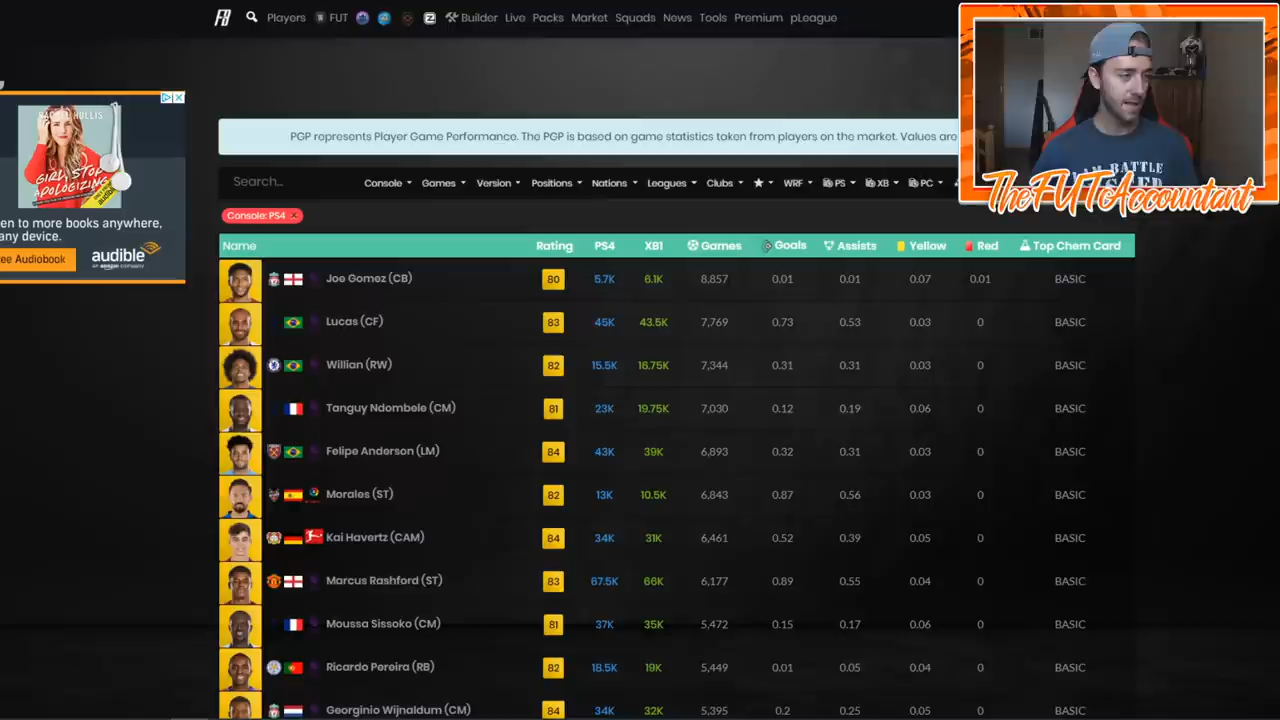 FB Players FUT Z Builder Live Packs Market Squads News Tools Premium pLeague
RACHEL HOLLIS
GIRL, STOP
APOLOGIZING
en to more books anywhere,
any device.
ee Audiobook
audible
an amazon company
PGP represents Player Game Performance. The PGP is based on game statistics taken from players on the market. Values are
TheFUTAccountant
Search... Console Games Version Positions Nations Leagues Clubs WRF PS XB PC
Console: PS4 ×
Name Rating PS4 XB1 Games Goals Assists Yellow Red Top Chem Card
Joe Gomez (CB) 80 5.7K 6.1K 8,857 0.01 0.01 0.07 0.01 BASIC
Lucas (CF) 83 45K 43.5K 7,769 0.73 0.53 0.03 0 BASIC
Willian (RW) 82 15.5K 16.75K 7,344 0.31 0.31 0.03 0 BASIC
Tanguy Ndombele (CM) 81 23K 19.75K 7,030 0.12 0.19 0.06 0 BASIC
Felipe Anderson (LM) 84 43K 39K 6,893 0.32 0.31 0.03 0 BASIC
Morales (ST) 82 13K 10.5K 6,843 0.87 0.56 0.03 0 BASIC
Kai Havertz (CAM) 84 34K 31K 6,461 0.52 0.39 0.05 0 BASIC
Marcus Rashford (ST) 83 67.5K 66K 6,177 0.89 0.55 0.04 0 BASIC
Moussa Sissoko (CM) 81 37K 35K 5,472 0.15 0.17 0.06 0 BASIC
Ricardo Pereira (RB) 82 18.5K 19K 5,449 0.01 0.05 0.04 0 BASIC
Georginio Wijnaldum (CM) 84 34K 32K 5,395 0.2 0.25 0.05 0 BASIC